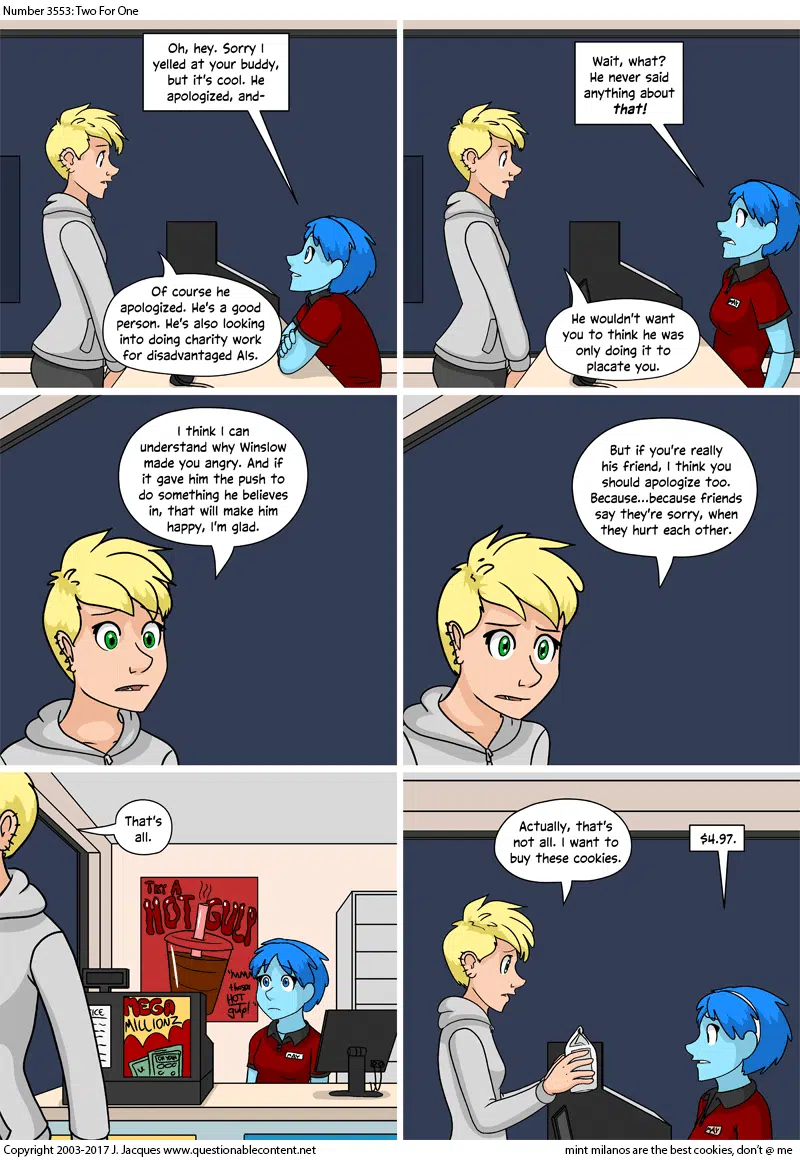 Number 3553: Two For One
Oh, hey. Sorry I
yelled at your buddy,
but it's cool. He
apologized, and-
Of course he
apologized. He's a good
person. He's also looking
into doing charity work
for disadvantaged AIs.
Wait, what?
He never said
anything about
that!
MAY
He wouldn't want
you to think he was
only doing it to
placate you.
I think I can
understand why Winslow
made you angry. And if
it gave him the push to
do something he believes
in, that will make him
happy, I'm glad.
But if you're really
his friend, I think you
should apologize too.
Because...because friends
say they're sorry, when
they hurt each other.
That's
all.
TRY A
HOT GULP
"MMM
those
HOT
gulp!"
MEGA
MILLIONZ
MAY
Actually, that's
not all. I want to
buy these cookies.
$4.97.
MAY
Copyright 2003-2017 J. Jacques www.questionablecontent.net
mint milanos are the best cookies, don't @ me